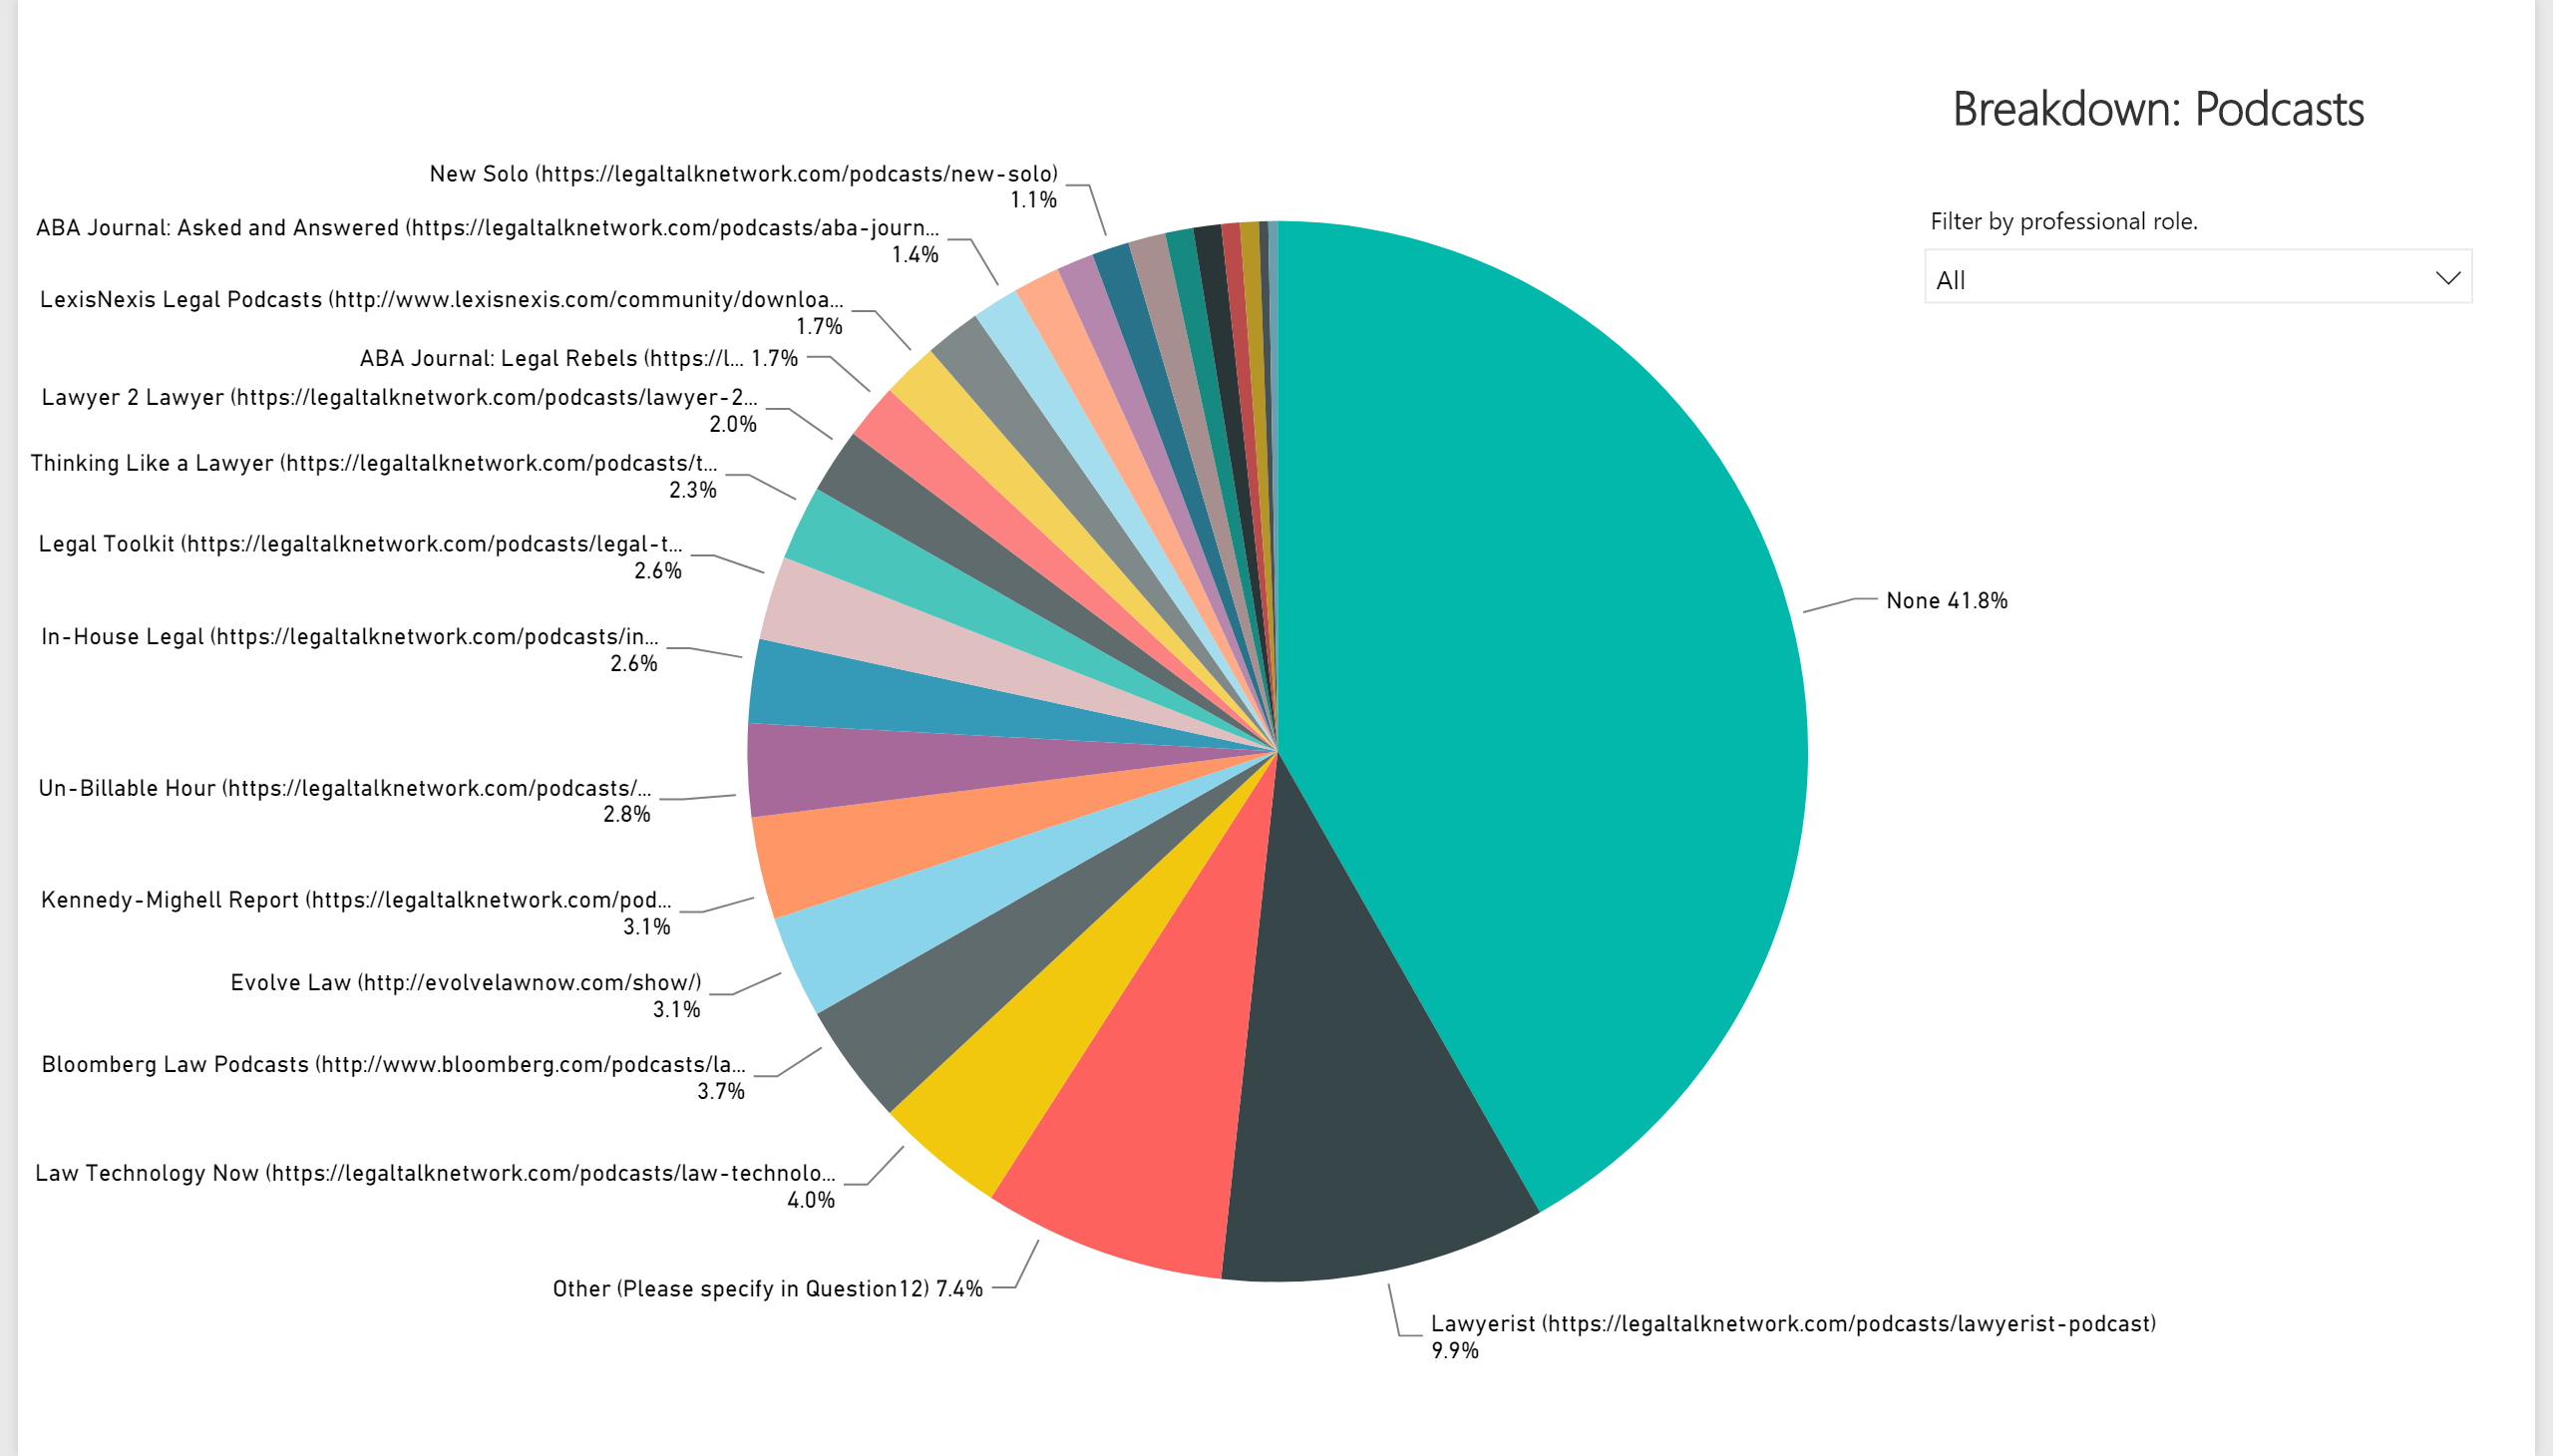 Breakdown: Podcasts
Filter by professional role.
All
New Solo (https://legaltalknetwork.com/podcasts/new-solo)
1.1%
ABA Journal: Asked and Answered (https://legaltalknetwork.com/podcasts/aba-journ...
1.4%
LexisNexis Legal Podcasts (http://www.lexisnexis.com/community/downloa...
1.7%
ABA Journal: Legal Rebels (https://l... 1.7%
Lawyer 2 Lawyer (https://legaltalknetwork.com/podcasts/lawyer-2...
2.0%
Thinking Like a Lawyer (https://legaltalknetwork.com/podcasts/t...
2.3%
Legal Toolkit (https://legaltalknetwork.com/podcasts/legal-t...
2.6%
In-House Legal (https://legaltalknetwork.com/podcasts/in...
2.6%
Un-Billable Hour (https://legaltalknetwork.com/podcasts/...
2.8%
Kennedy-Mighell Report (https://legaltalknetwork.com/pod...
3.1%
Evolve Law (http://evolvelawnow.com/show/)
3.1%
Bloomberg Law Podcasts (http://www.bloomberg.com/podcasts/la...
3.7%
Law Technology Now (https://legaltalknetwork.com/podcasts/law-technolo...
4.0%
Other (Please specify in Question12) 7.4%
None 41.8%
Lawyerist (https://legaltalknetwork.com/podcasts/lawyerist-podcast)
9.9%